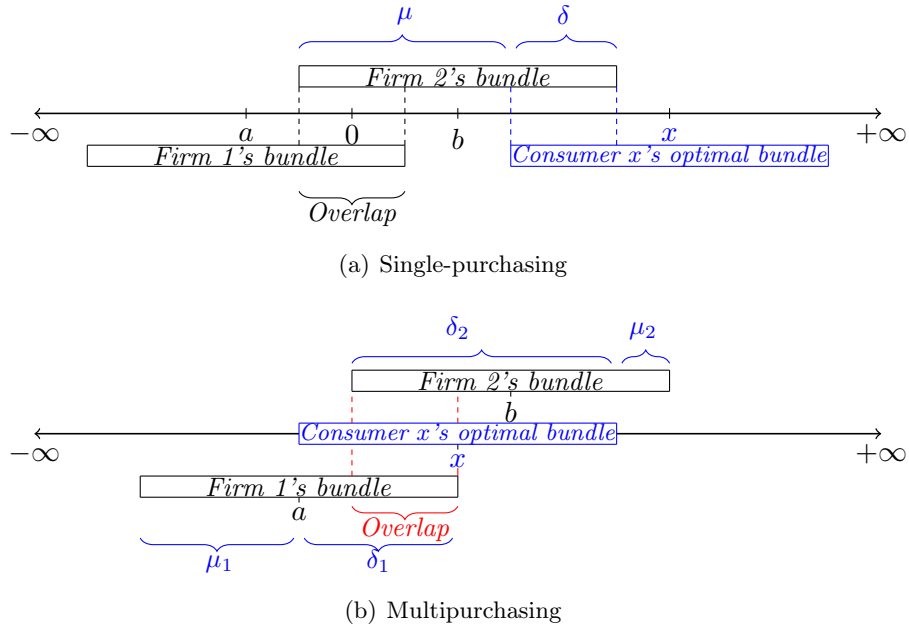 μ δ
Firm 2's bundle
−∞ a 0 b x +∞
Firm 1's bundle Consumer x's optimal bundle
Overlap
(a) Single-purchasing
δ₂ μ₂
Firm 2's bundle
b
Consumer x's optimal bundle
−∞ x +∞
Firm 1's bundle
a
Overlap
μ₁ δ₁
(b) Multipurchasing